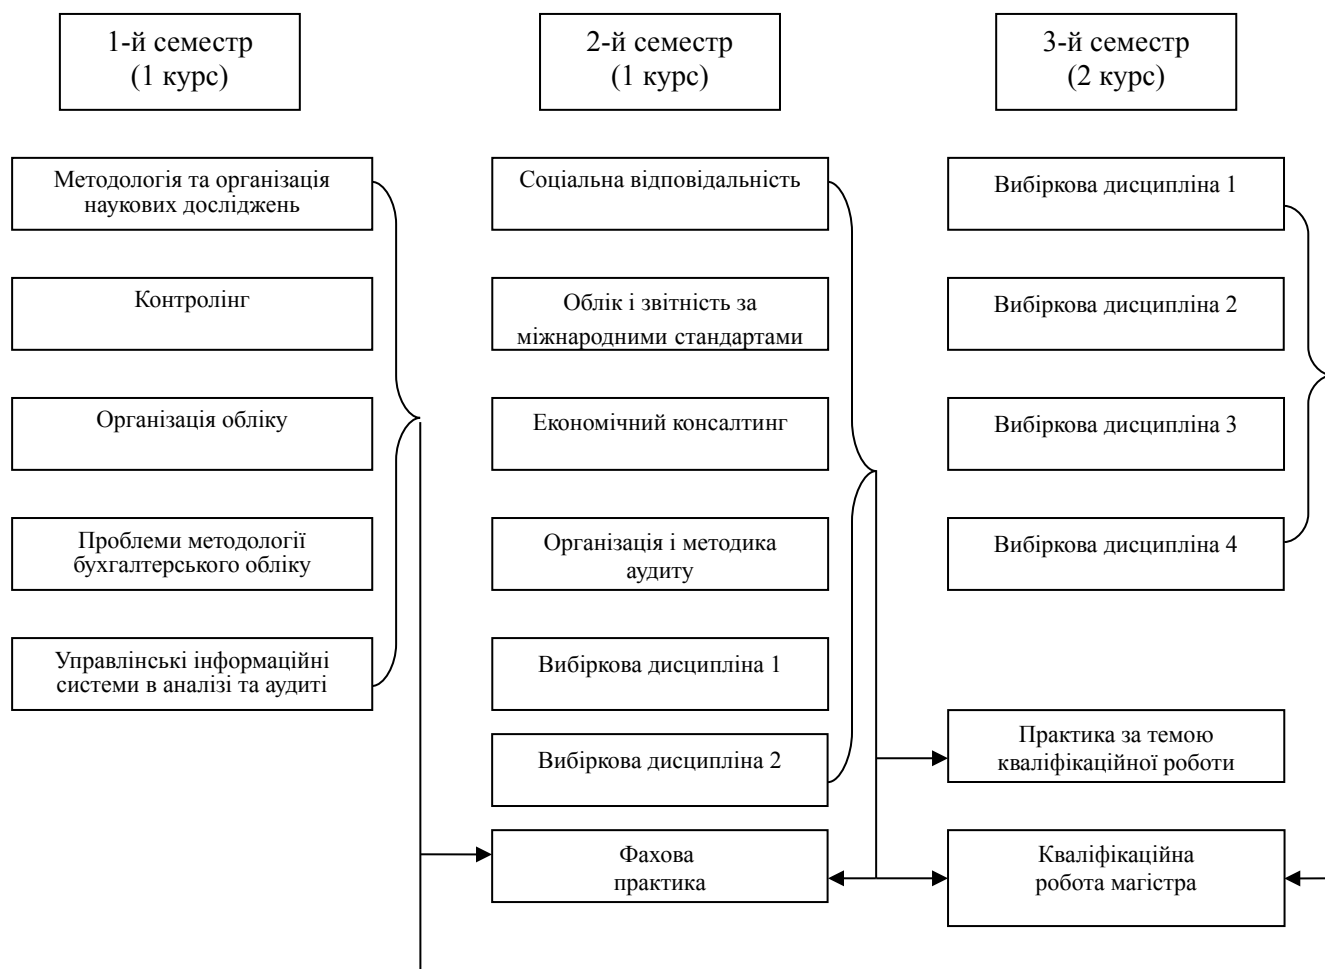 1-й семестр
(1 курс)
2-й семестр
(1 курс)
3-й семестр
(2 курс)
Методологія та організація
наукових досліджень
Контролінг
Організація обліку
Проблеми методології
бухгалтерського обліку
Управлінські інформаційні
системи в аналізі та аудиті
Соціальна відповідальність
Облік і звітність за
міжнародними стандартами
Економічний консалтинг
Організація і методика
аудиту
Вибіркова дисципліна 1
Вибіркова дисципліна 2
Фахова
практика
Вибіркова дисципліна 1
Вибіркова дисципліна 2
Вибіркова дисципліна 3
Вибіркова дисципліна 4
Практика за темою
кваліфікаційної роботи
Кваліфікаційна
робота магістра